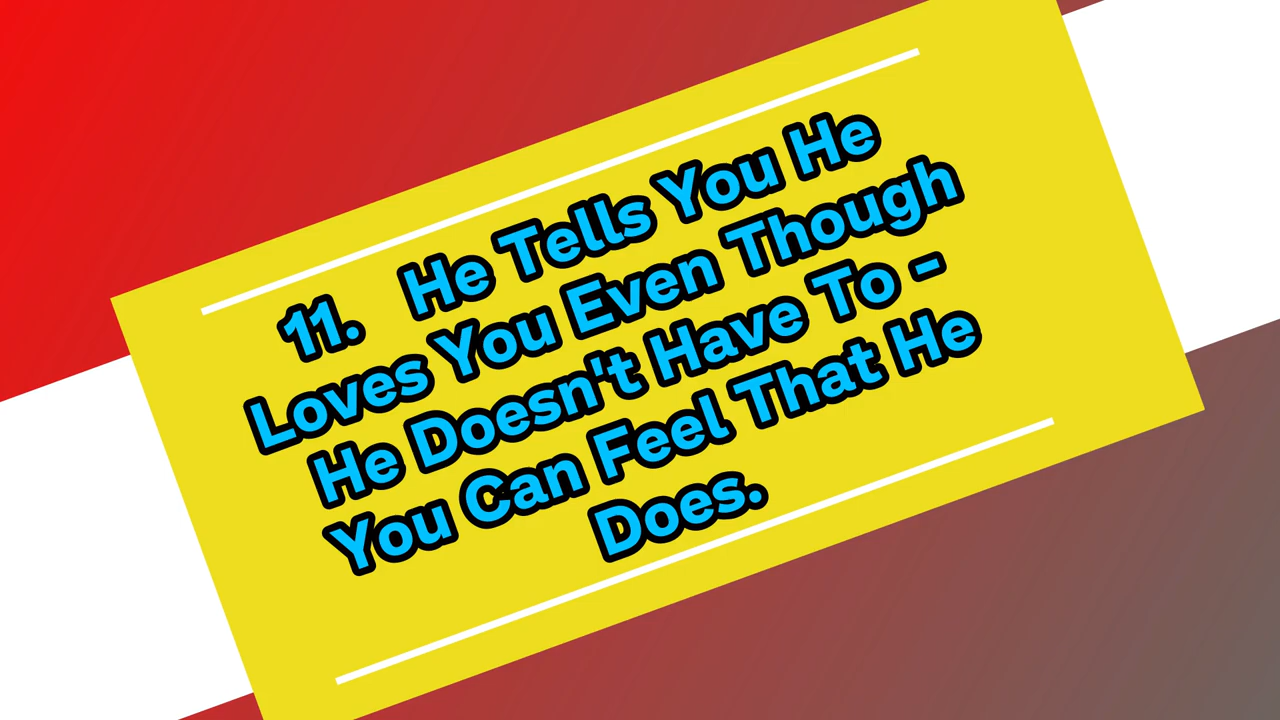 11. He Tells You He
Loves You Even Though
He Doesn't Have To -
You Can Feel That He
Does.